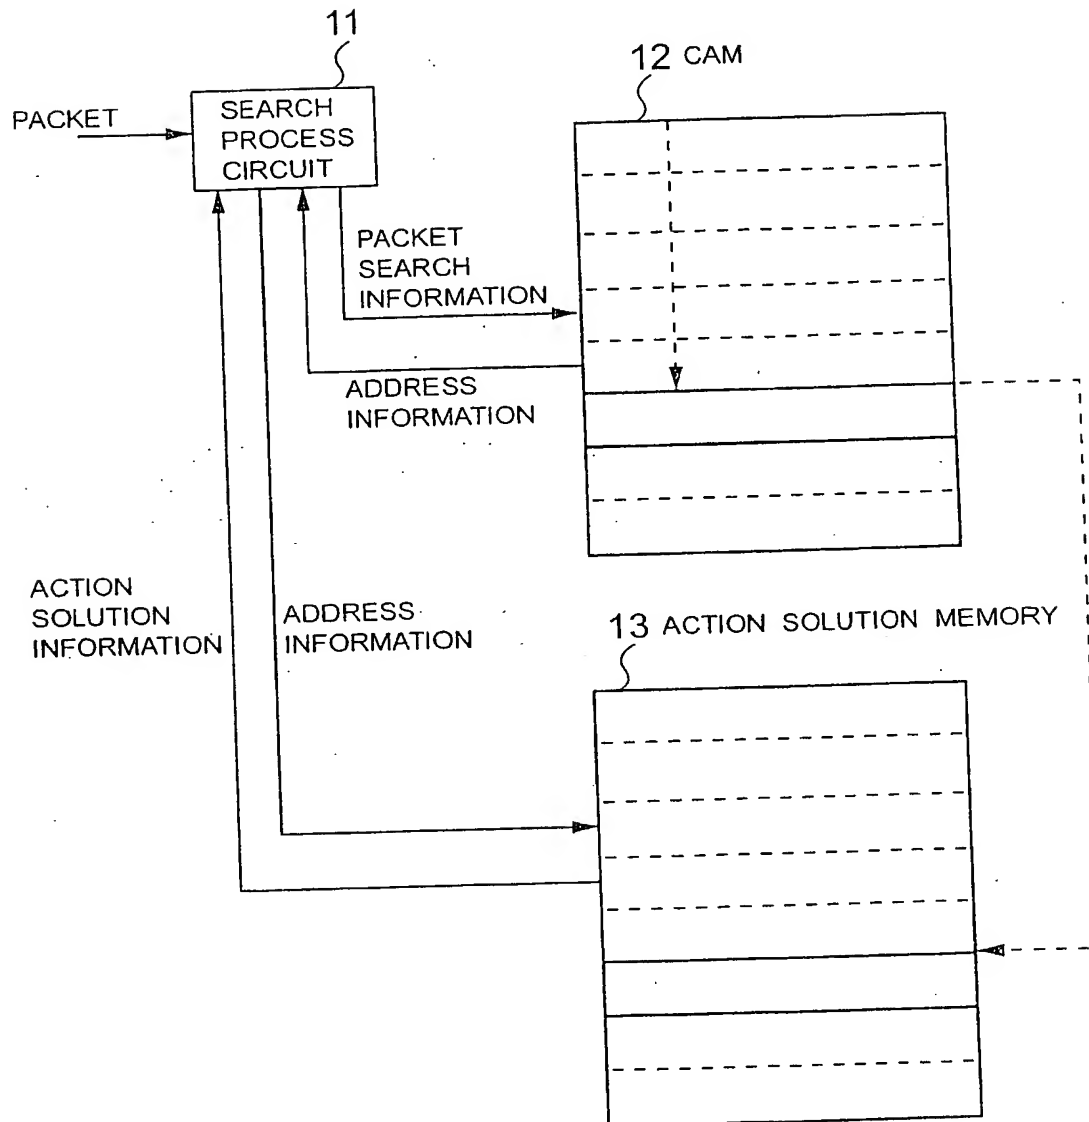 11
12 CAM
PACKET
SEARCH
PROCESS
CIRCUIT
PACKET
SEARCH
INFORMATION
ADDRESS
INFORMATION
ACTION
SOLUTION
INFORMATION
ADDRESS
INFORMATION
13 ACTION SOLUTION MEMORY